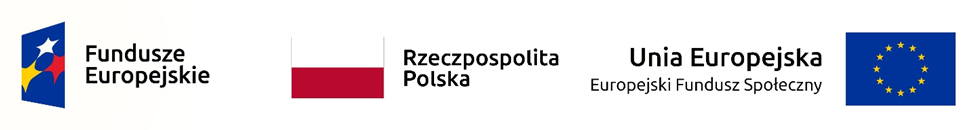 Fundusze
Europejskie
Rzeczpospolita
Polska
Unia Europejska
Europejski Fundusz Społeczny